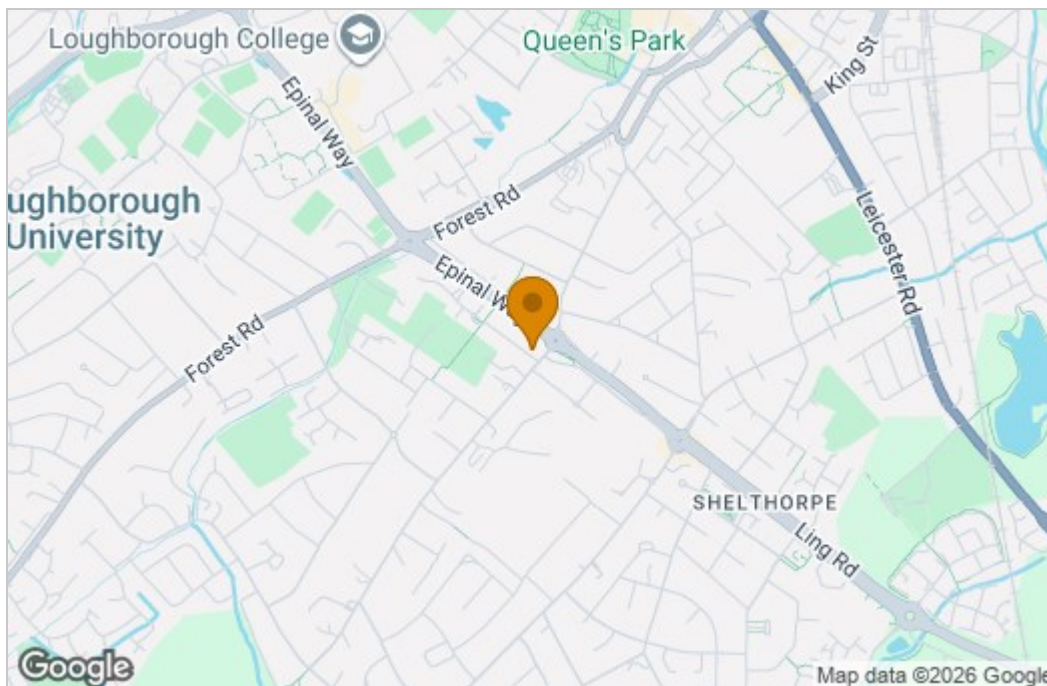 Loughborough College
Queen's Park
King St
Epinal Way
Forest Rd
ughborough
University
Leicester Rd
Epinal W
Forest Rd
SHELTHORPE
Ling Rd
Google
Map data ©2026 Google